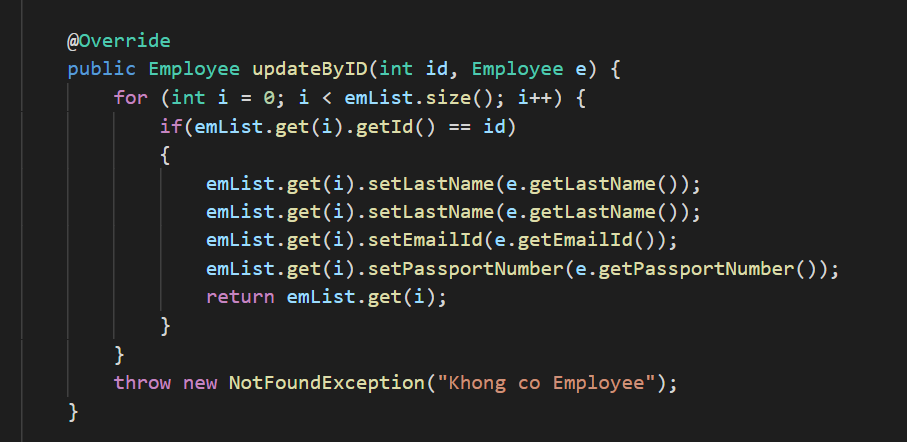 @Override
public Employee updateByID(int id, Employee e) {
for (int i = 0; i < emList.size(); i++) {
if(emList.get(i).getId() == id)
{
emList.get(i).setLastName(e.getLastName());
emList.get(i).setLastName(e.getLastName());
emList.get(i).setEmailId(e.getEmailId());
emList.get(i).setPassportNumber(e.getPassportNumber());
return emList.get(i);
}
}
throw new NotFoundException("Khong co Employee");
}